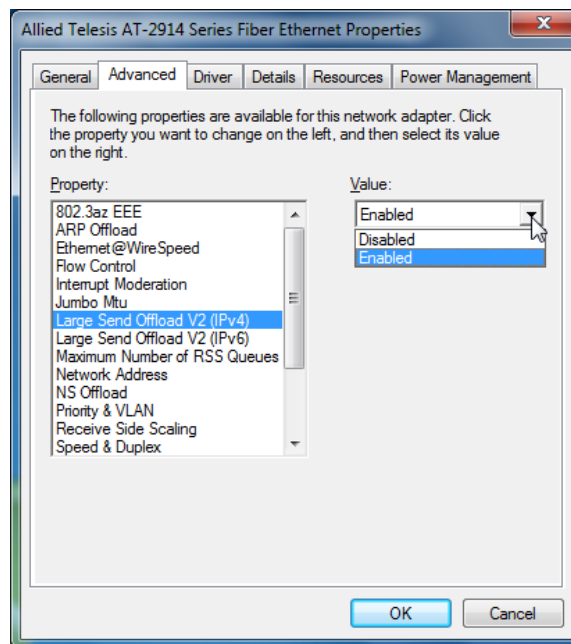 Allied Telesis AT-2914 Series Fiber Ethernet Properties
General Advanced Driver Details Resources Power Management
The following properties are available for this network adapter. Click
the property you want to change on the left, and then select its value
on the right.
Property:
802.3az EEE
ARP Offload
Ethernet@WireSpeed
Flow Control
Interrupt Moderation
Jumbo Mtu
Large Send Offload V2 (IPv4)
Large Send Offload V2 (IPv6)
Maximum Number of RSS Queues
Network Address
NS Offload
Priority & VLAN
Receive Side Scaling
Speed & Duplex
Value:
Enabled
Disabled
Enabled
OK Cancel